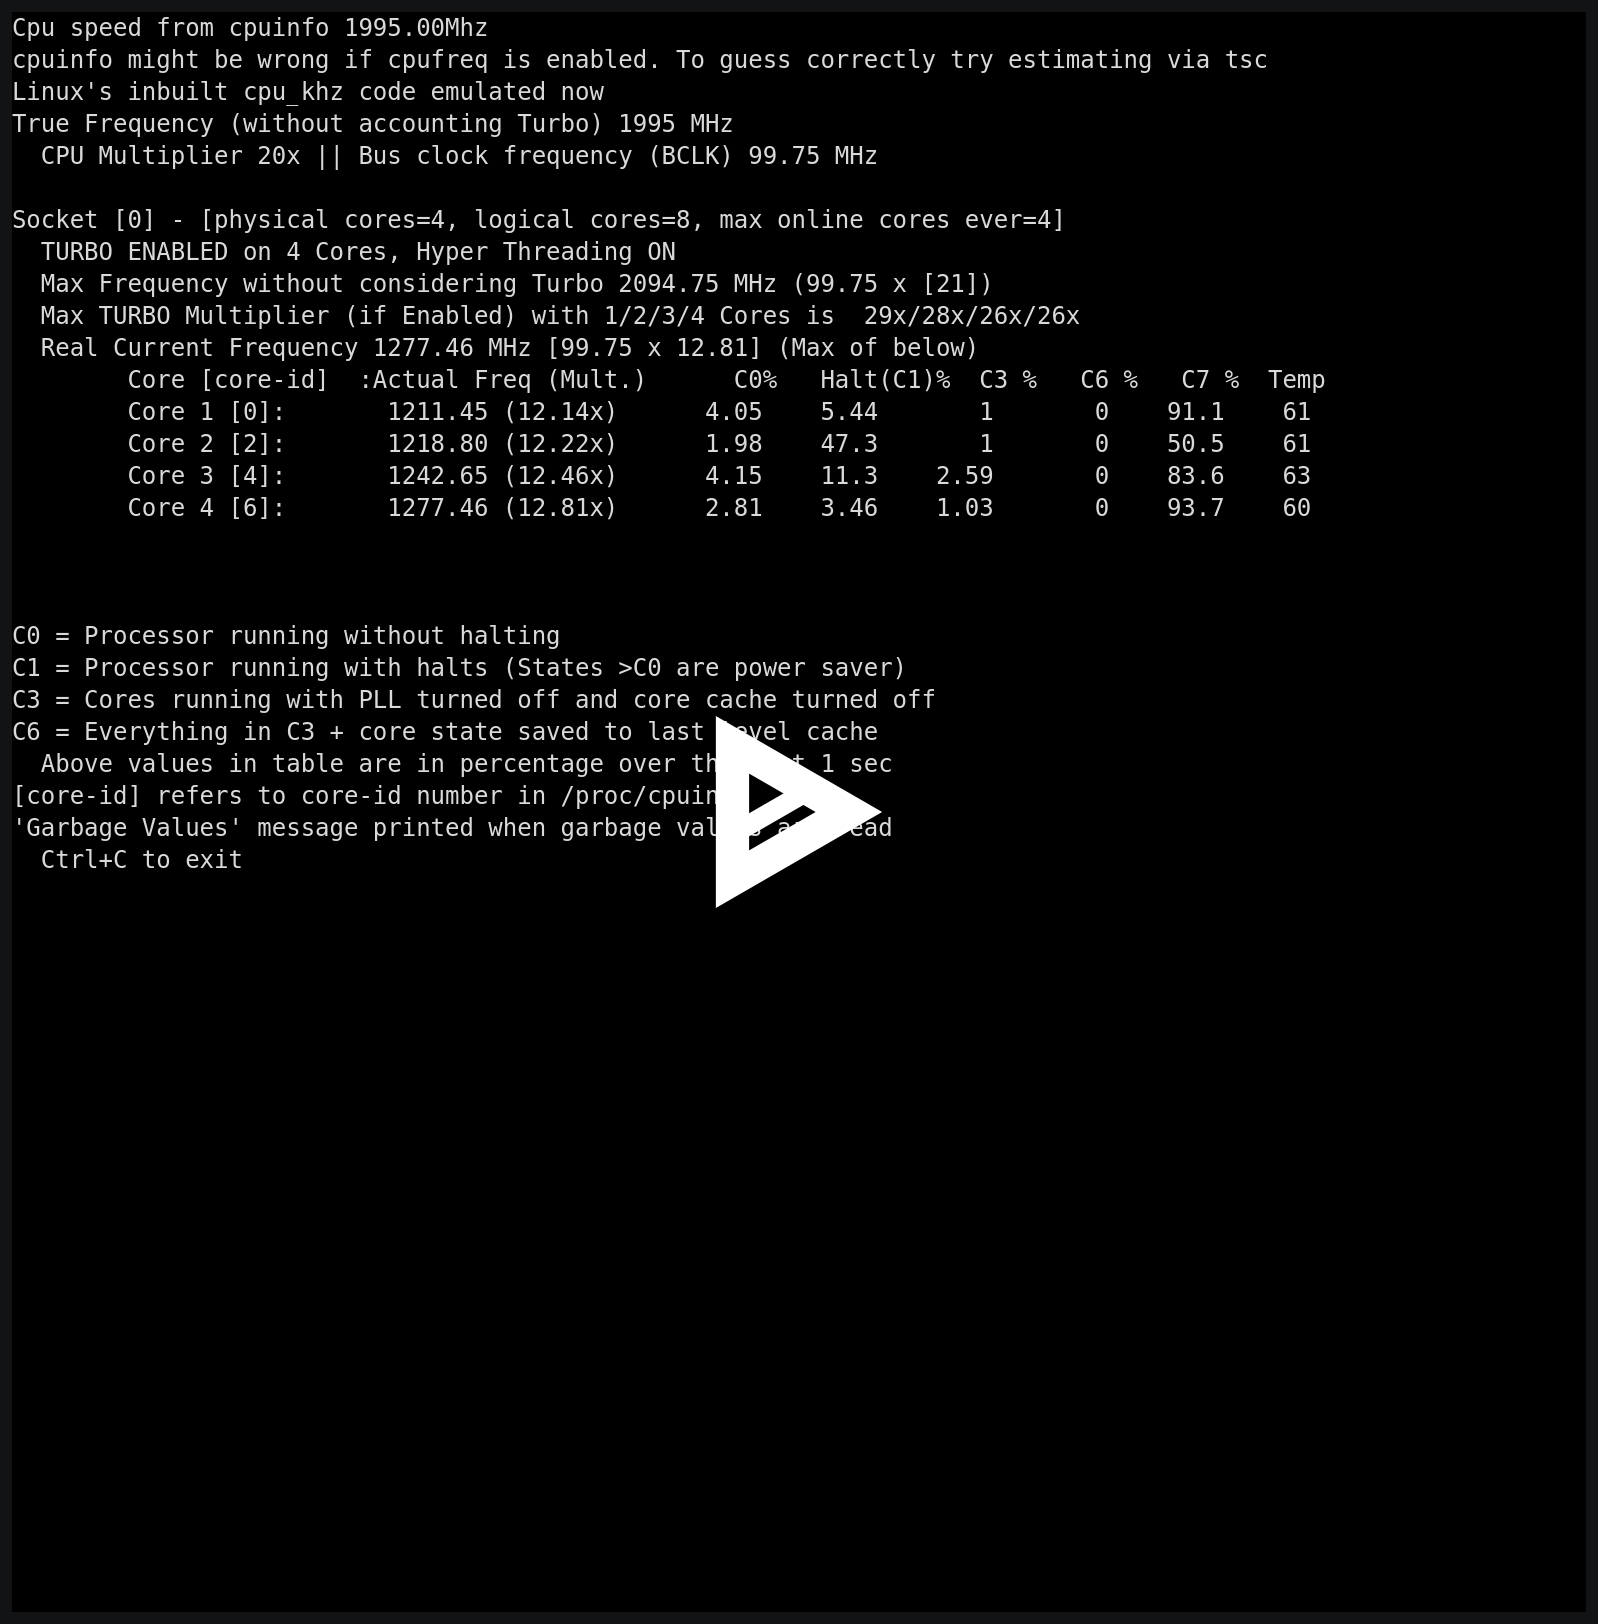 Cpu speed from cpuinfo 1995.00Mhz
cpuinfo might be wrong if cpufreq is enabled. To guess correctly try estimating via tsc
Linux's inbuilt cpu_khz code emulated now
True Frequency (without accounting Turbo) 1995 MHz
  CPU Multiplier 20x || Bus clock frequency (BCLK) 99.75 MHz

Socket [0] - [physical cores=4, logical cores=8, max online cores ever=4]
  TURBO ENABLED on 4 Cores, Hyper Threading ON
  Max Frequency without considering Turbo 2094.75 MHz (99.75 x [21])
  Max TURBO Multiplier (if Enabled) with 1/2/3/4 Cores is  29x/28x/26x/26x
  Real Current Frequency 1277.46 MHz [99.75 x 12.81] (Max of below)
        Core [core-id]  :Actual Freq (Mult.)      C0%   Halt(C1)%  C3 %   C6 %   C7 %  Temp
        Core 1 [0]:       1211.45 (12.14x)      4.05    5.44       1       0    91.1    61
        Core 2 [2]:       1218.80 (12.22x)      1.98    47.3       1       0    50.5    61
        Core 3 [4]:       1242.65 (12.46x)      4.15    11.3    2.59       0    83.6    63
        Core 4 [6]:       1277.46 (12.81x)      2.81    3.46    1.03       0    93.7    60

C0 = Processor running without halting
C1 = Processor running with halts (States >C0 are power saver)
C3 = Cores running with PLL turned off and core cache turned off
C6 = Everything in C3 + core state saved to last level cache
  Above values in table are in percentage over 1 sec
[core-id] refers to core-id number in
'Garbage Values' message printed when garbage
  Ctrl+C to exit